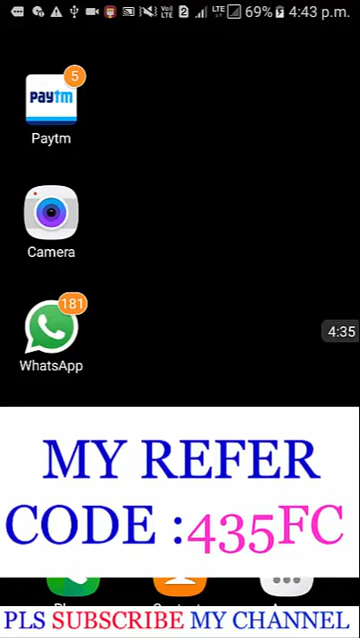 69% 4:43 p.m.
5
paytm
Paytm
Camera
181
WhatsApp
4:35
MY REFER
CODE :435FC
PLS SUBSCRIBE MY CHANNEL